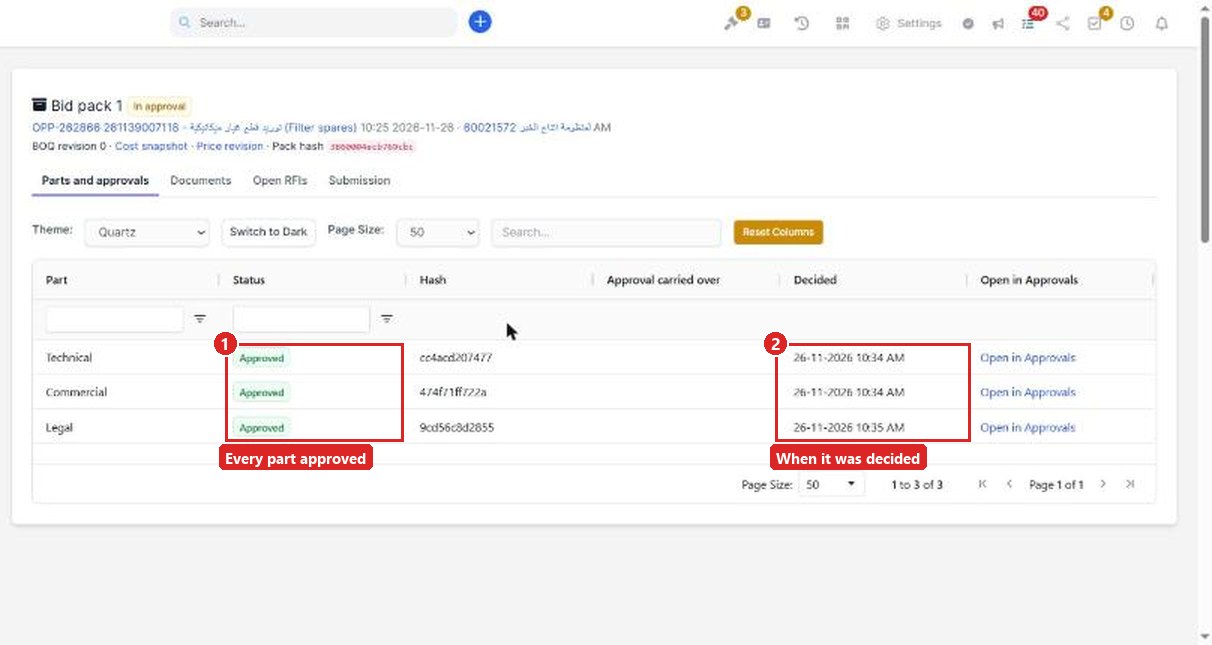 Search...
3
Settings
40
4
Bid pack 1 In approval
OPP-262866 261139007116 - توريد قطع غيار ميكانيكية (Filter spares) 10:25 2026-11-26 - 60021572 لمنظومة انتاج الخبز AM
BOQ revision 0 · Cost snapshot · Price revision · Pack hash
Parts and approvals Documents Open RFIs Submission
Theme: Quartz Switch to Dark Page Size: 50 Search... Reset Columns
Part Status Hash Approval carried over Decided Open in Approvals
1 2
Technical Approved cc4acd207477 26-11-2026 10:34 AM Open in Approvals
Commercial Approved 474f71ff722a 26-11-2026 10:34 AM Open in Approvals
Legal Approved 9cd56c8d2855 26-11-2026 10:35 AM Open in Approvals
Every part approved When it was decided
Page Size: 50 1 to 3 of 3 Page 1 of 1